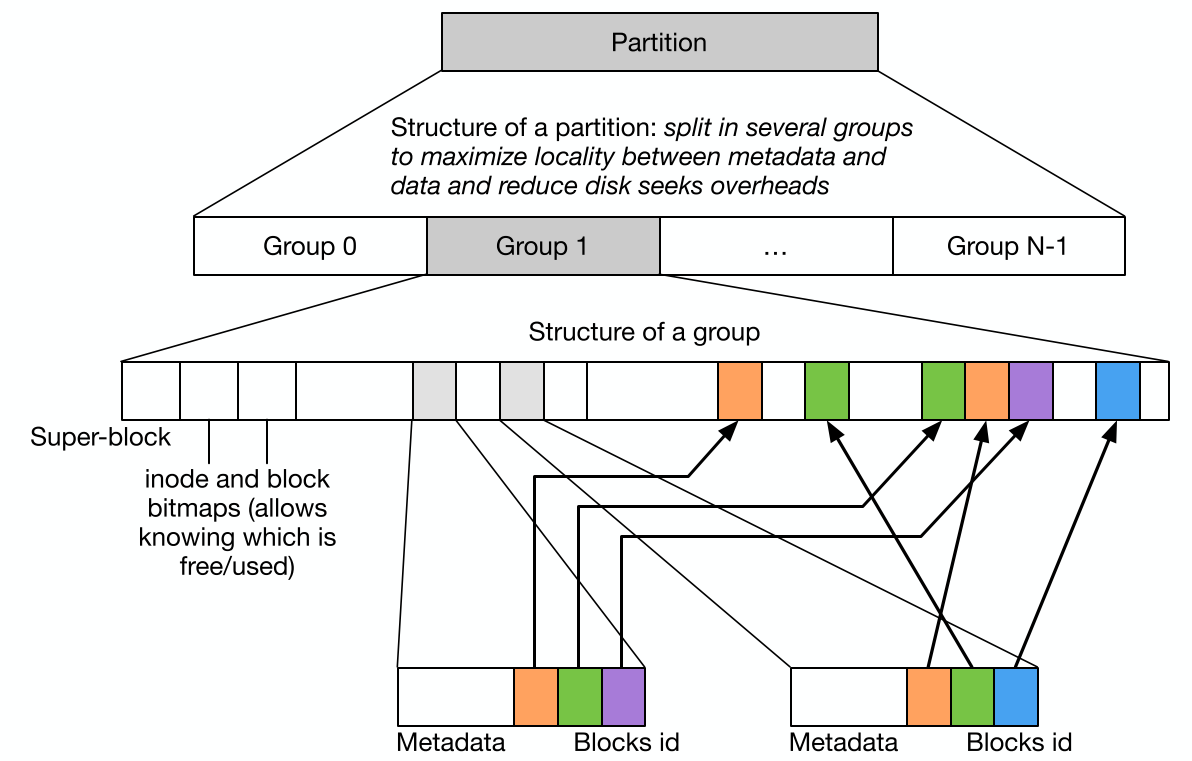 Partition
Structure of a partition: split in several groups
to maximize locality between metadata and
data and reduce disk seeks overheads
Group 0
Group 1
...
Group N-1
Structure of a group
Super-block
inode and block
bitmaps (allows
knowing which is
free/used)
Metadata
Blocks id
Metadata
Blocks id